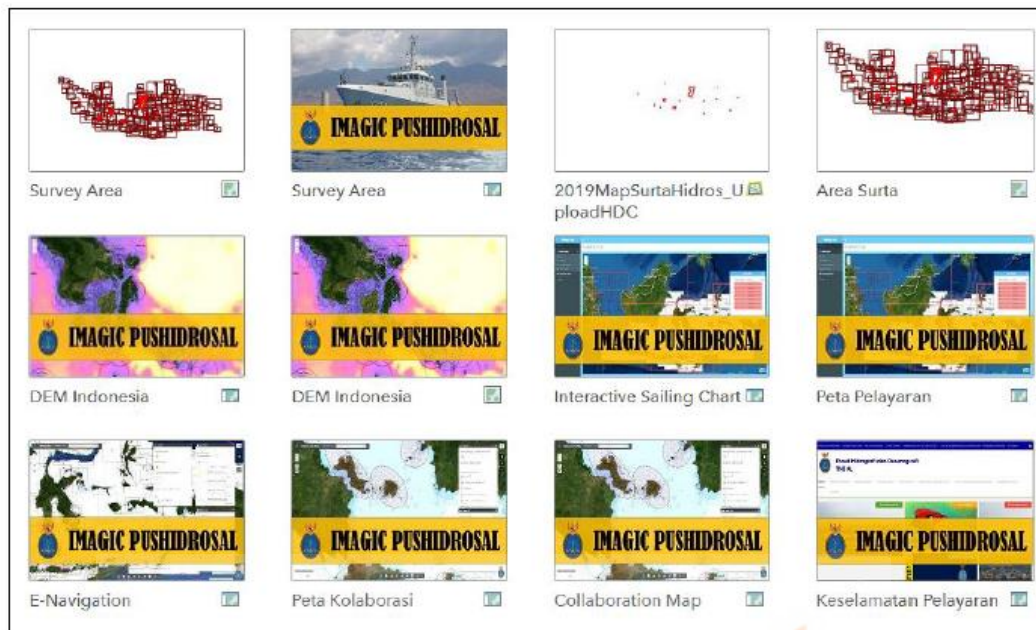 Survey Area
IMAGIC PUSHIDROSAL
Survey Area
2019MapSurtaHidros_U
ploadHDC
Area Surta
IMAGIC PUSHIDROSAL
DEM Indonesia
IMAGIC PUSHIDROSAL
DEM Indonesia
IMAGIC PUSHIDROSAL
Interactive Sailing Chart
IMAGIC PUSHIDROSAL
Peta Pelayaran
IMAGIC PUSHIDROSAL
E-Navigation
IMAGIC PUSHIDROSAL
Peta Kolaborasi
IMAGIC PUSHIDROSAL
Collaboration Map
TNI AL
IMAGIC PUSHIDROSAL
Keselamatan Pelayaran